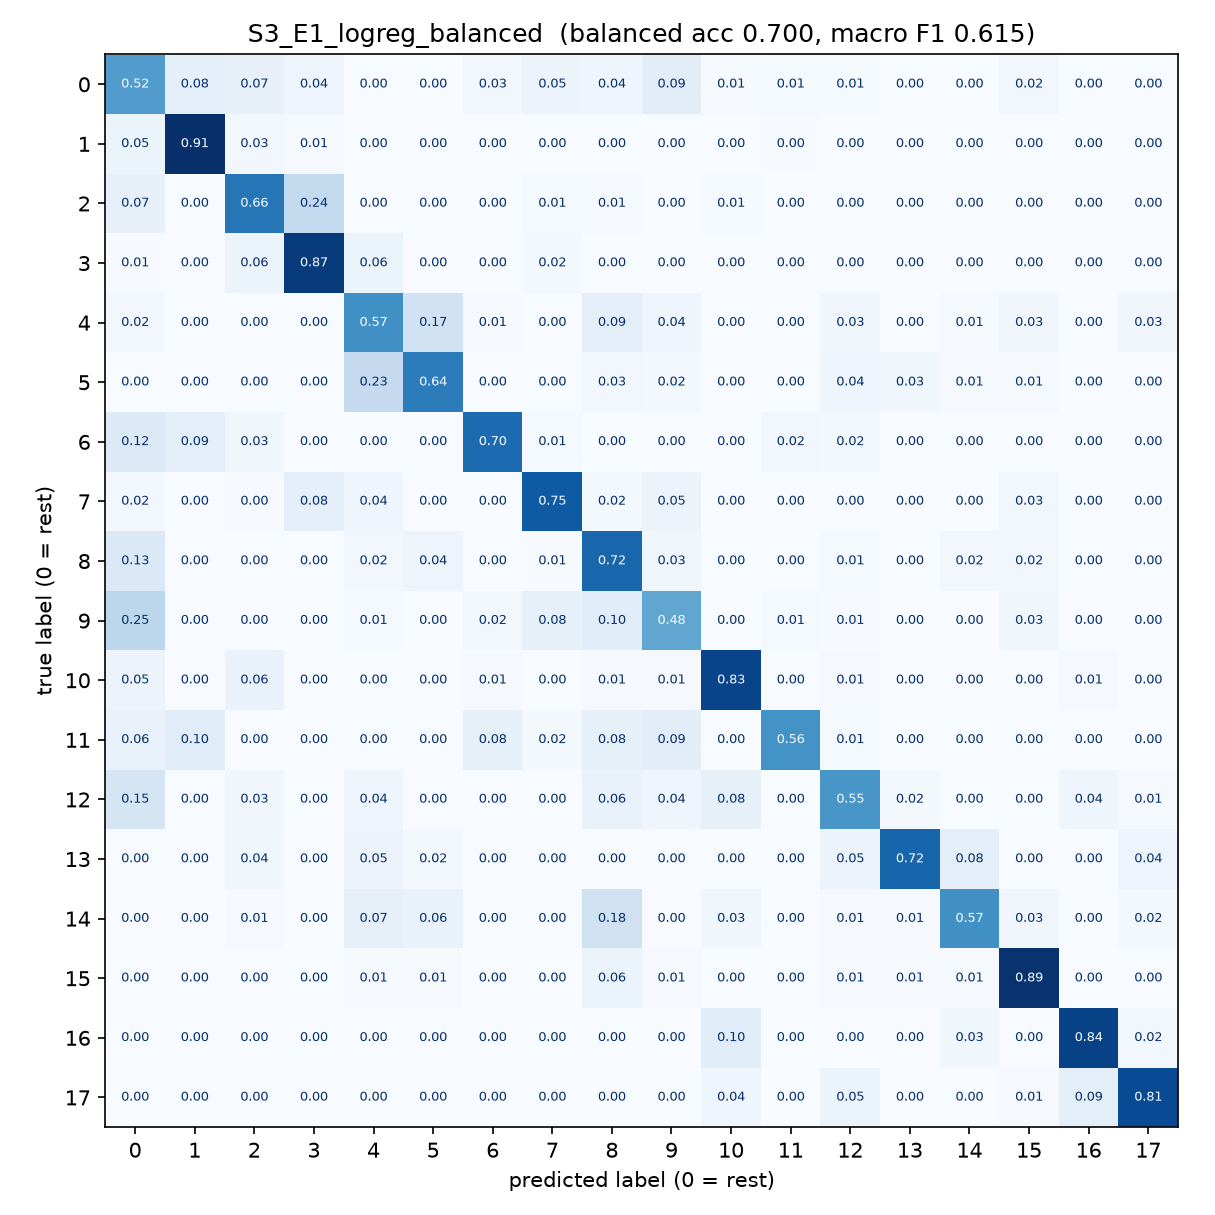 S3_E1_logreg_balanced (balanced acc 0.700, macro F1 0.615)
0 0.52 0.08 0.07 0.04 0.00 0.00 0.03 0.05 0.04 0.09 0.01 0.01 0.01 0.00 0.00 0.02 0.00 0.00
1 0.05 0.91 0.03 0.01 0.00 0.00 0.00 0.00 0.00 0.00 0.00 0.00 0.00 0.00 0.00 0.00 0.00 0.00
2 0.07 0.00 0.66 0.24 0.00 0.00 0.00 0.01 0.01 0.00 0.01 0.00 0.00 0.00 0.00 0.00 0.00 0.00
3 0.01 0.00 0.06 0.87 0.06 0.00 0.00 0.02 0.00 0.00 0.00 0.00 0.00 0.00 0.00 0.00 0.00 0.00
4 0.02 0.00 0.00 0.00 0.57 0.17 0.01 0.00 0.09 0.04 0.00 0.00 0.03 0.00 0.01 0.03 0.00 0.03
5 0.00 0.00 0.00 0.00 0.23 0.64 0.00 0.00 0.03 0.02 0.00 0.00 0.04 0.03 0.01 0.01 0.00 0.00
6 0.12 0.09 0.03 0.00 0.00 0.00 0.70 0.01 0.00 0.00 0.00 0.02 0.02 0.00 0.00 0.00 0.00 0.00
7 0.02 0.00 0.00 0.08 0.04 0.00 0.00 0.75 0.02 0.05 0.00 0.00 0.00 0.00 0.00 0.03 0.00 0.00
8 0.13 0.00 0.00 0.00 0.02 0.04 0.00 0.01 0.72 0.03 0.00 0.00 0.01 0.00 0.02 0.02 0.00 0.00
9 0.25 0.00 0.00 0.00 0.01 0.00 0.02 0.08 0.10 0.48 0.00 0.01 0.01 0.00 0.00 0.03 0.00 0.00
10 0.05 0.00 0.06 0.00 0.00 0.00 0.01 0.00 0.01 0.01 0.83 0.00 0.01 0.00 0.00 0.00 0.01 0.00
11 0.06 0.10 0.00 0.00 0.00 0.00 0.08 0.02 0.08 0.09 0.00 0.56 0.01 0.00 0.00 0.00 0.00 0.00
12 0.15 0.00 0.03 0.00 0.04 0.00 0.00 0.00 0.06 0.04 0.08 0.00 0.55 0.02 0.00 0.00 0.04 0.01
13 0.00 0.00 0.04 0.00 0.05 0.02 0.00 0.00 0.00 0.00 0.00 0.00 0.05 0.72 0.08 0.00 0.00 0.04
14 0.00 0.00 0.01 0.00 0.07 0.06 0.00 0.00 0.18 0.00 0.03 0.00 0.01 0.01 0.57 0.03 0.00 0.02
15 0.00 0.00 0.00 0.00 0.01 0.01 0.00 0.00 0.06 0.01 0.00 0.00 0.01 0.01 0.01 0.89 0.00 0.00
16 0.00 0.00 0.00 0.00 0.00 0.00 0.00 0.00 0.00 0.00 0.10 0.00 0.00 0.00 0.03 0.00 0.84 0.02
17 0.00 0.00 0.00 0.00 0.00 0.00 0.00 0.00 0.00 0.00 0.04 0.00 0.05 0.00 0.00 0.01 0.09 0.81
0 1 2 3 4 5 6 7 8 9 10 11 12 13 14 15 16 17
predicted label (0 = rest)
true label (0 = rest)